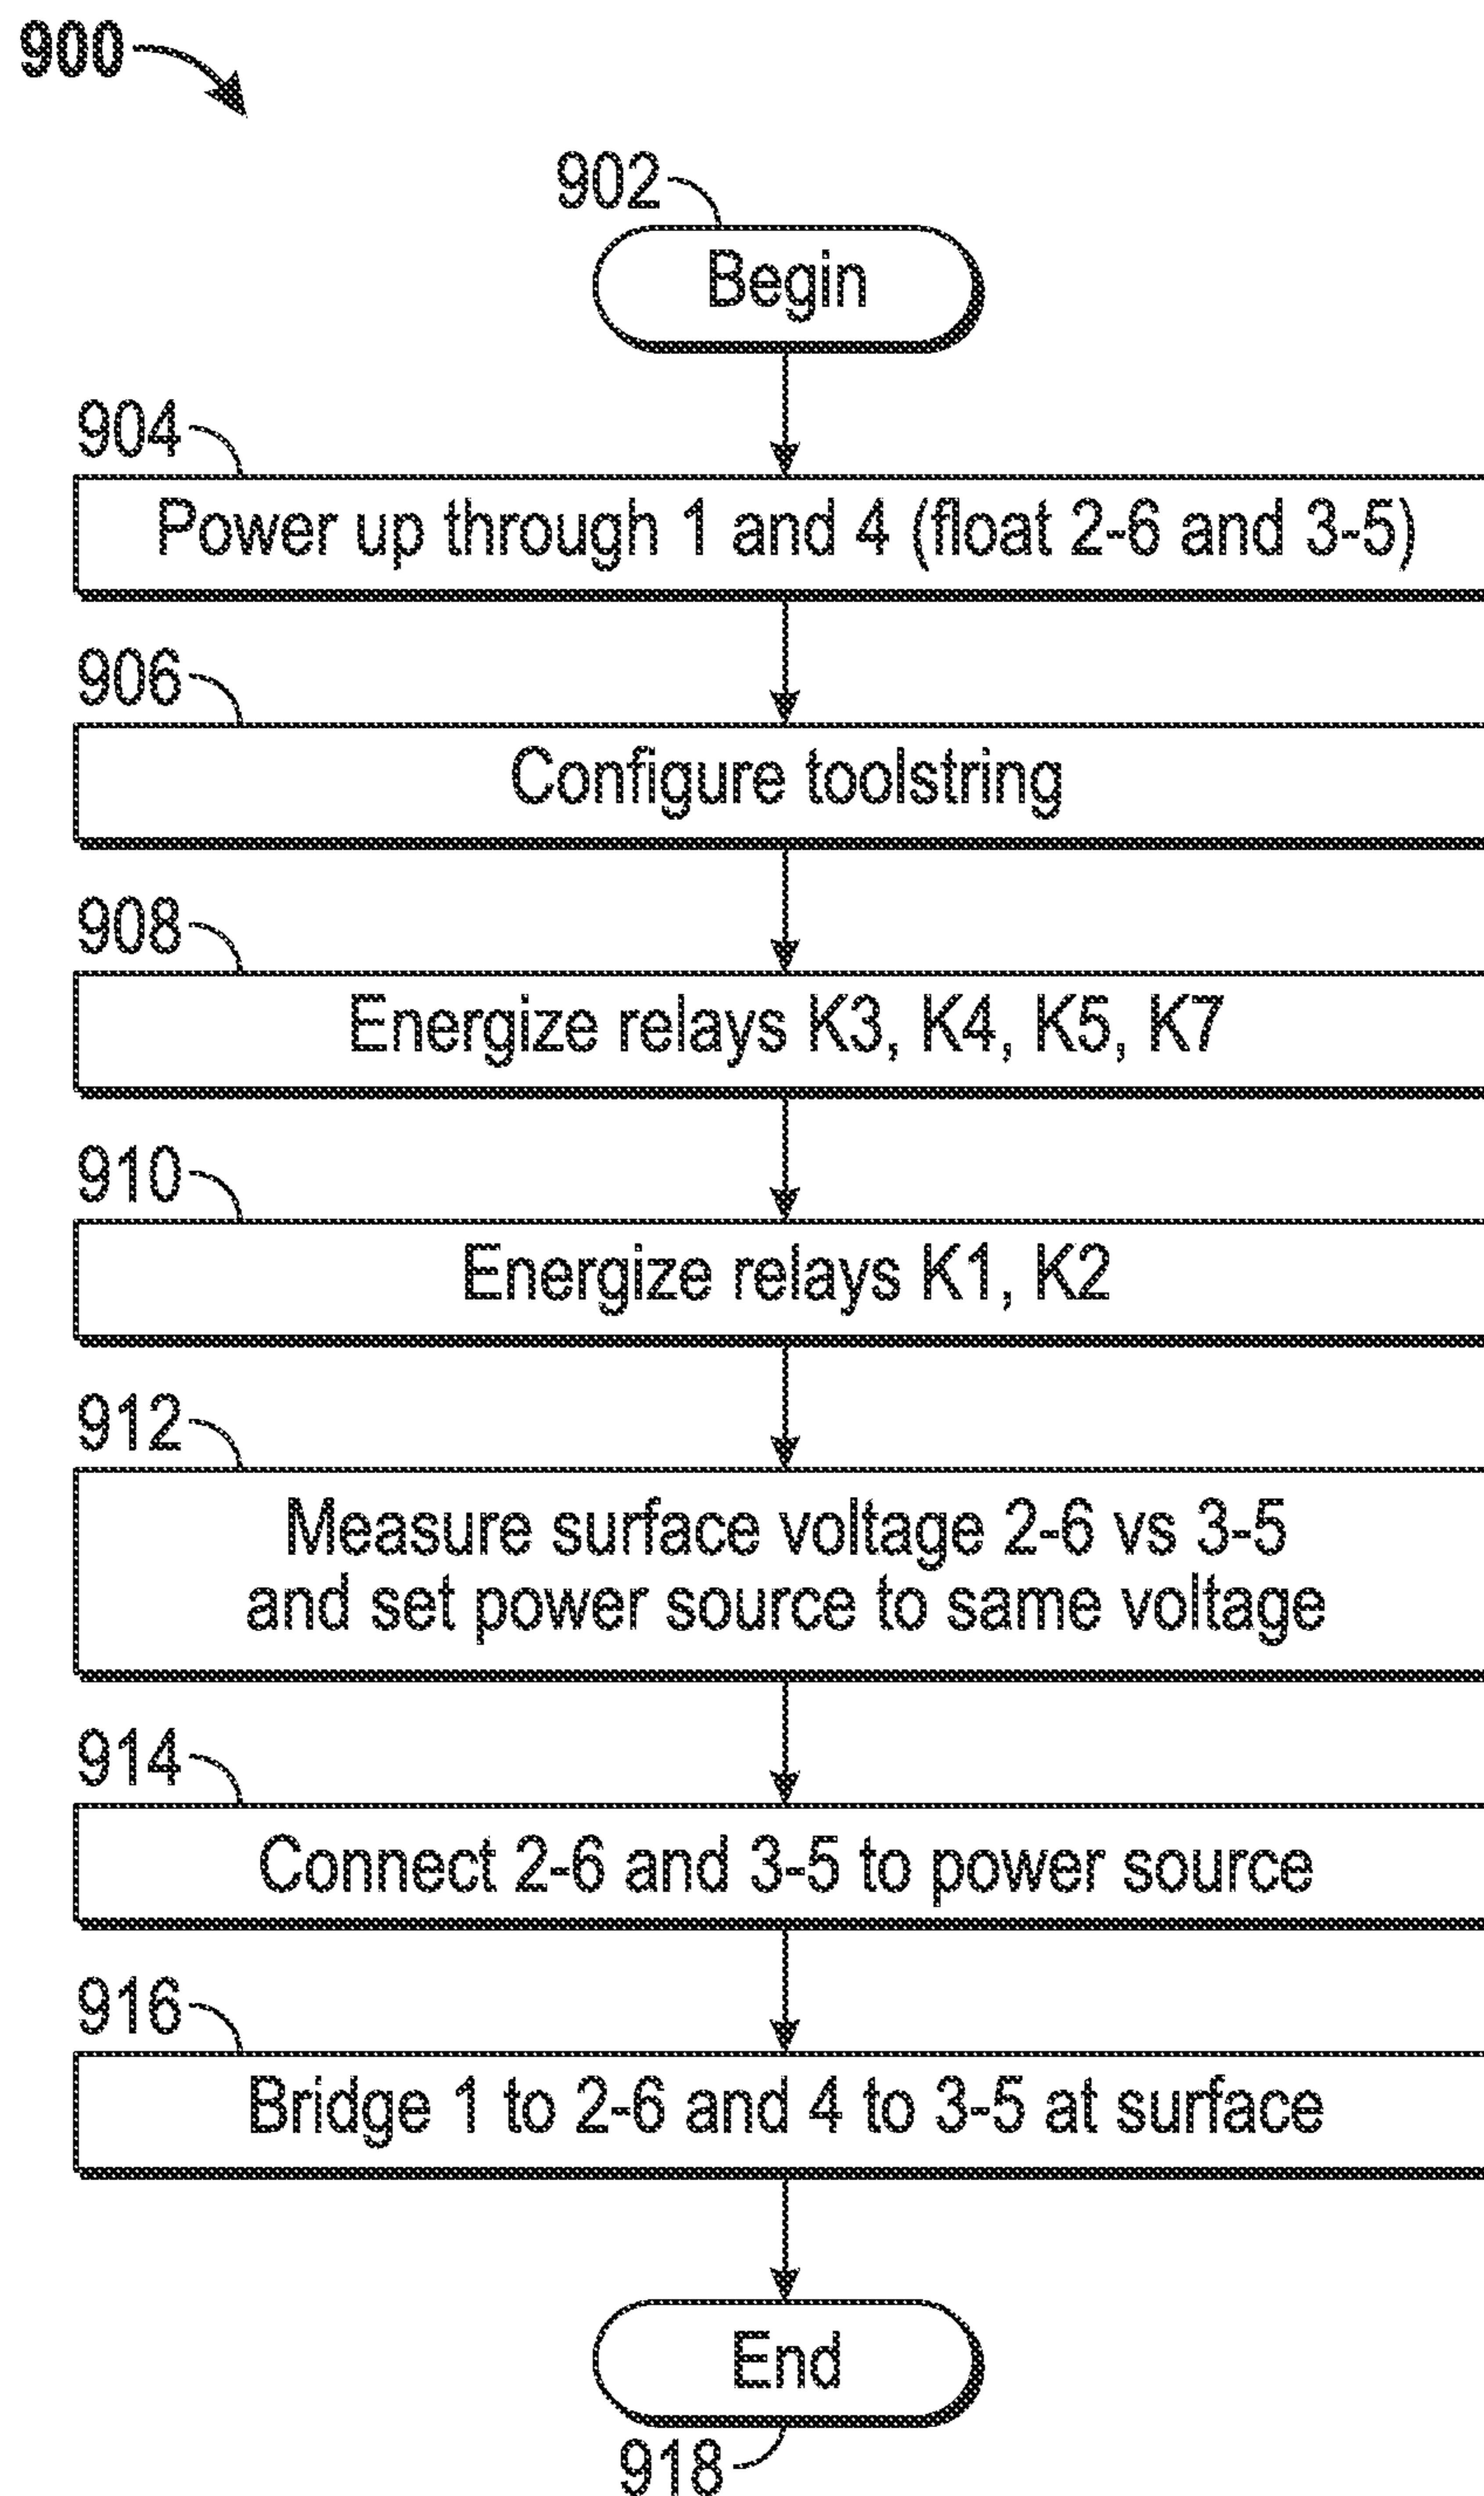 900
902
Begin
904
Power up through 1 and 4 (float 2-6 and 3-5)
906
Configure toolstring
908
Energize relays K3, K4, K5, K7
910
Energize relays K1, K2
912
Measure surface voltage 2-6 vs 3-5
and set power source to same voltage
914
Connect 2-6 and 3-5 to power source
916
Bridge 1 to 2-6 and 4 to 3-5 at surface
End
918